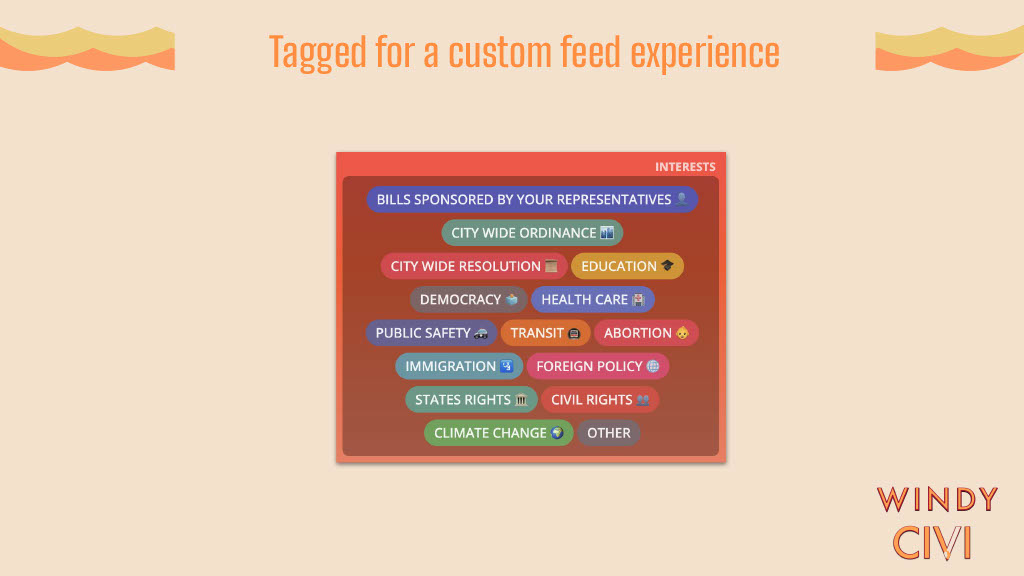 Tagged for a custom feed experience
INTERESTS
BILLS SPONSORED BY YOUR REPRESENTATIVES
CITY WIDE ORDINANCE
CITY WIDE RESOLUTION EDUCATION
DEMOCRACY HEALTH CARE
PUBLIC SAFETY TRANSIT ABORTION
IMMIGRATION FOREIGN POLICY
STATES RIGHTS CIVIL RIGHTS
CLIMATE CHANGE OTHER
WINDY
CIVI